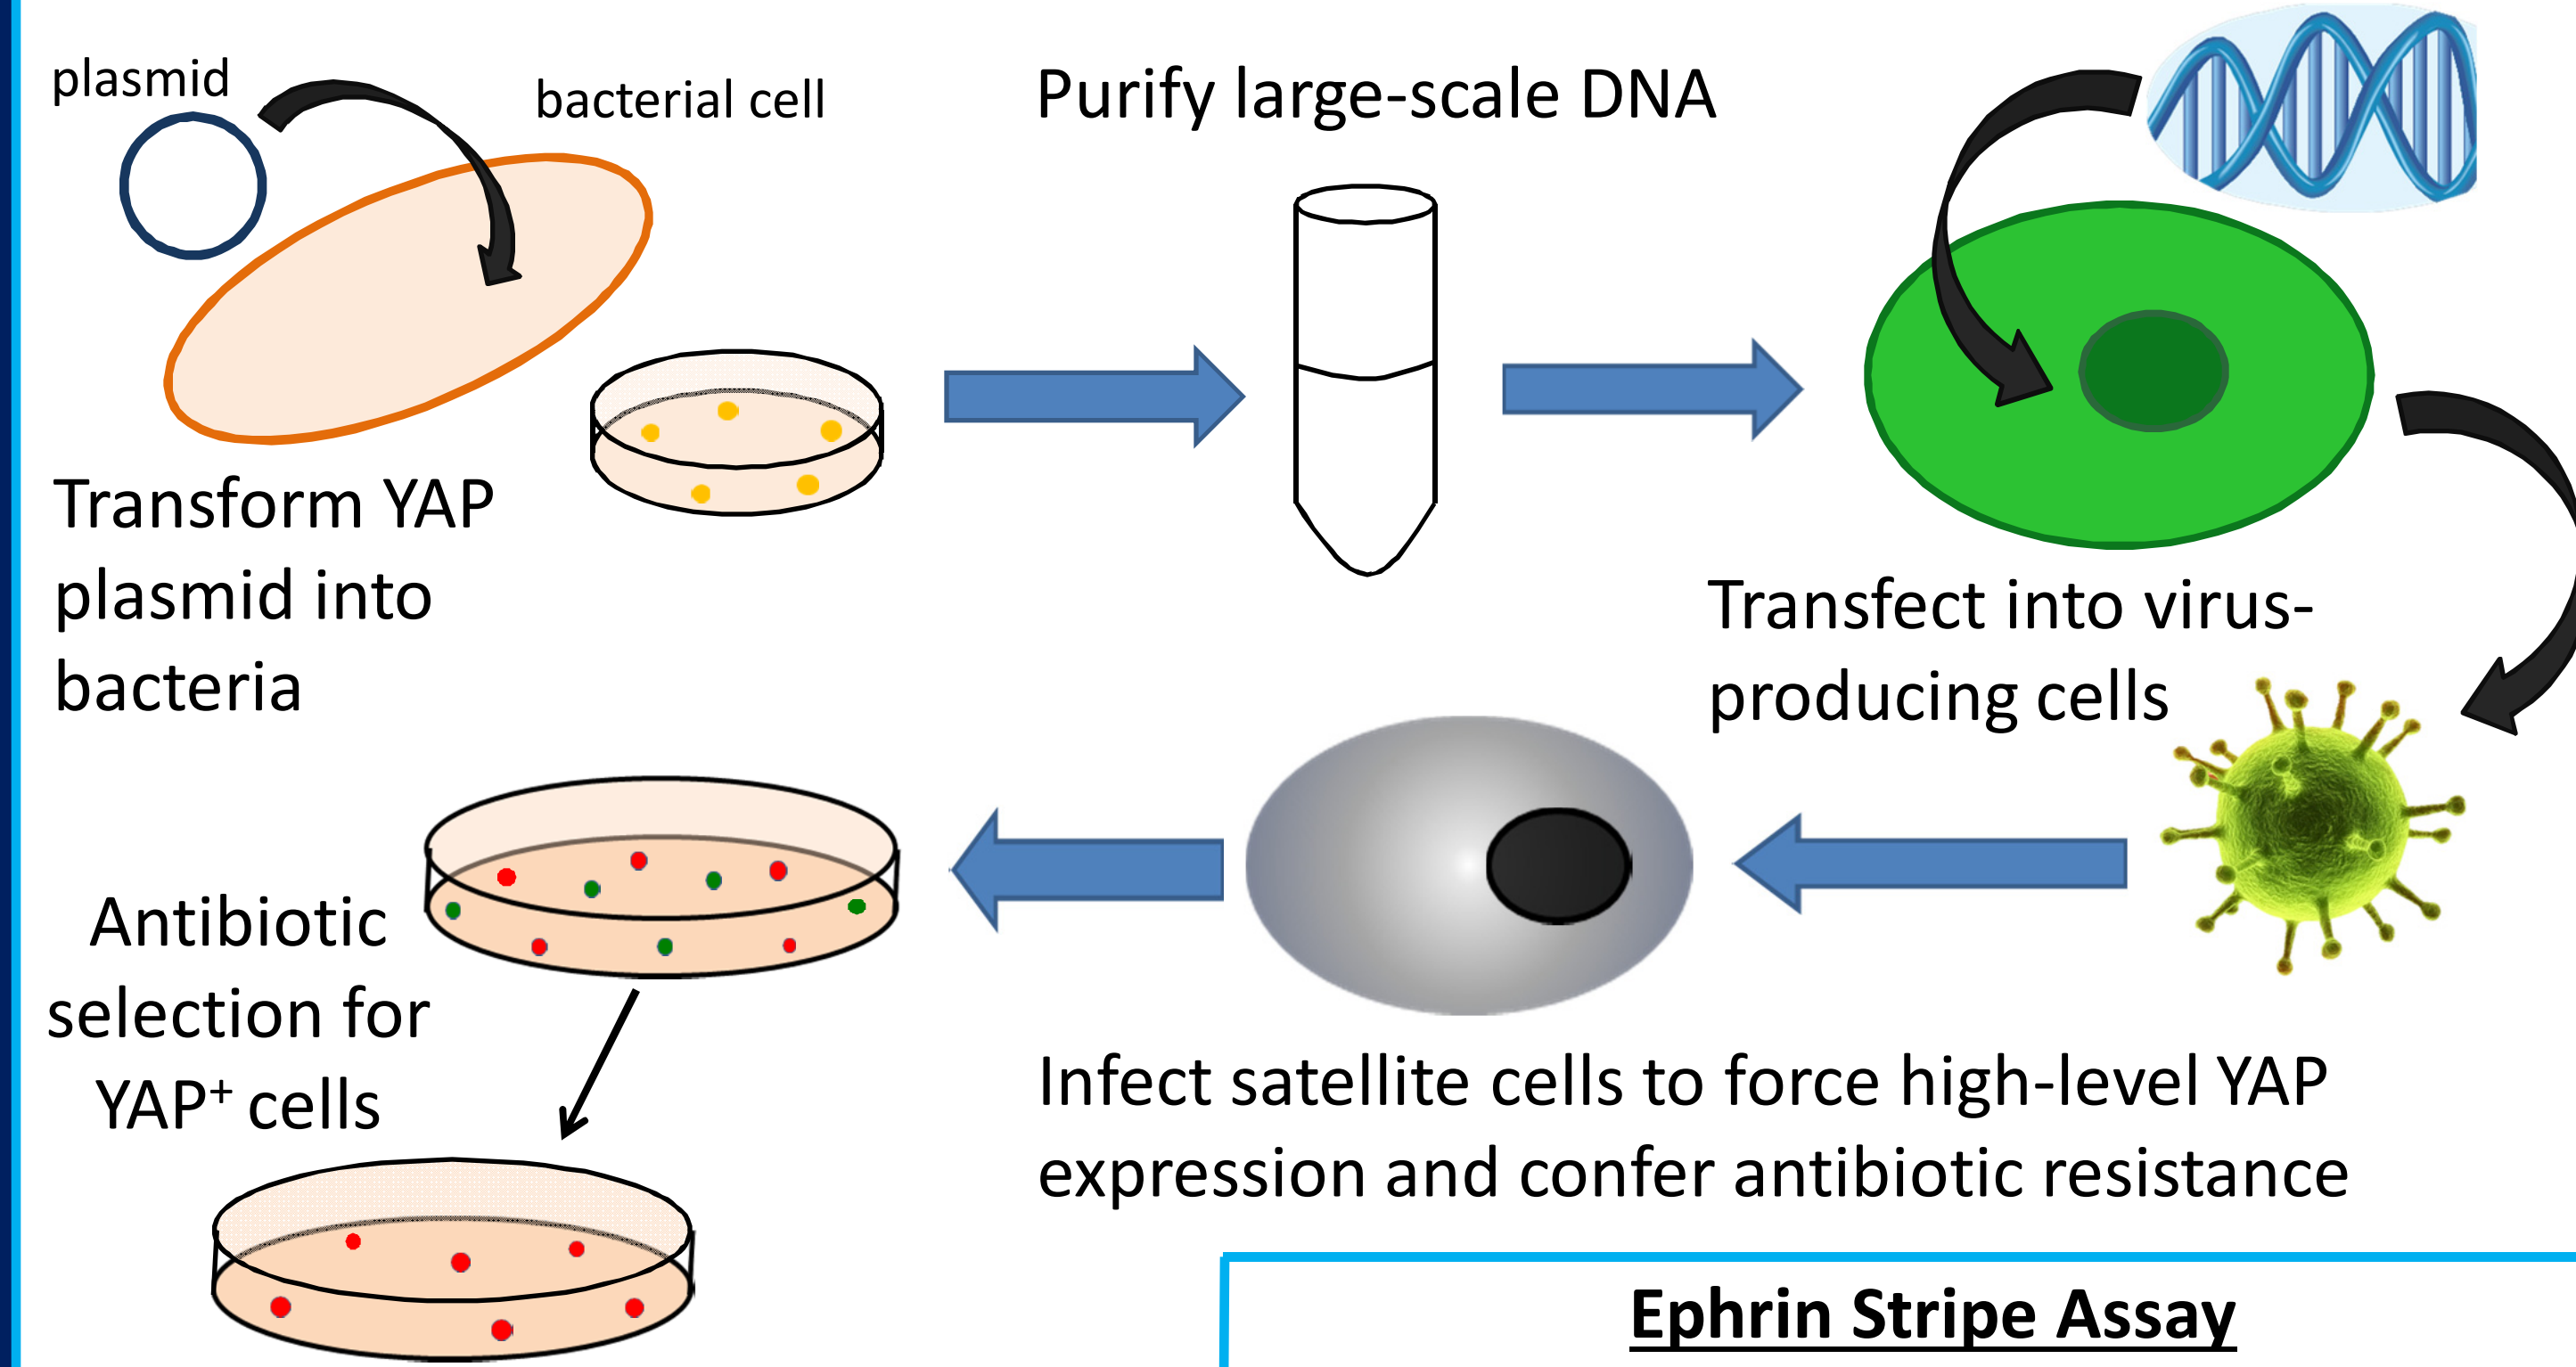 plasmid
bacterial cell
Purify large-scale DNA
Transform YAP
plasmid into
bacteria
Transfect into virus-
producing cells
Infect satellite cells to force high-level YAP
expression and confer antibiotic resistance
Antibiotic
selection for
YAP⁺ cells
Ephrin Stripe Assay